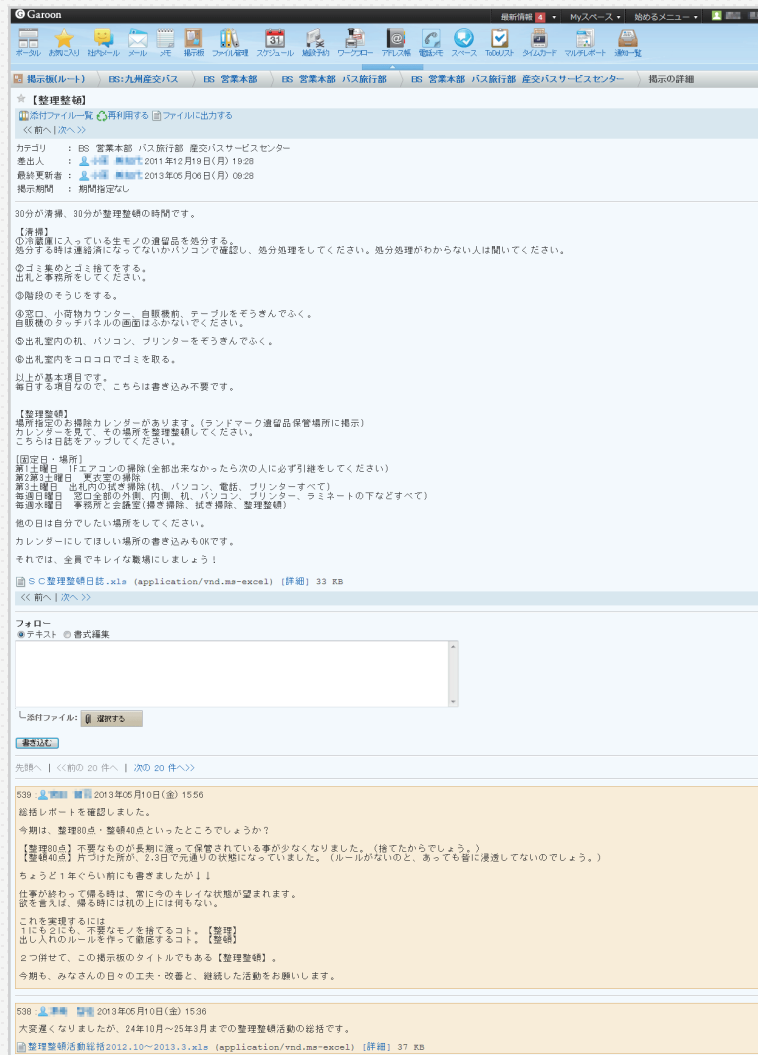 Garoon
最新情報 4 Myスペース 始めるメニュー
ポータル お気に入り 社内メール メール メモ 掲示板 ファイル管理 スケジュール 施設予約 ワークフロー アドレス帳 電話メモ スペース ToDoリスト タイムカード マルチレポート 通知一覧
掲示板(ルート) BS:九州産交バス BS 営業本部 BS 営業本部 バス旅行部 BS 営業本部 バス旅行部 産交バスサービスセンター 掲示の詳細
【整理整頓】
添付ファイル一覧 再利用する ファイルに出力する
<< 前へ | 次へ >>
カテゴリ : BS 営業本部 バス旅行部 産交バスサービスセンター
差出人 : 2011年12月19日(月) 19:28
最終更新者 : 2013年05月06日(月) 09:28
掲示期間 : 期間指定なし
30分が清掃、30分が整理整頓の時間です。
【清掃】
①冷蔵庫に入っている生モノの遺留品を処分する。
処分する時は連絡済になってないかパソコンで確認し、処分処理をしてください。処分処理がわからない人は聞いてください。
②ゴミ集めとゴミ捨てをする。
出札と事務所をしてください。
③階段のそうじをする。
④窓口、小荷物カウンター、自販機前、テーブルをぞうきんでふく。
自販機のタッチパネルの画面はふかないでください。
⑤出札室内の机、パソコン、プリンターをぞうきんでふく。
⑥出札室内をコロコロでゴミを取る。
以上が基本項目です。
毎日する項目なので、こちらは書き込み不要です。
【整理整頓】
場所指定のお掃除カレンダーがあります。(ランドマーク遺留品保管場所に掲示)
カレンダーを見て、その場所を整理整頓してください。
こちらは日誌をアップしてください。
[固定日・場所]
第1土曜日 1Fエアコンの掃除(全部出来なかったら次の人に必ず引継をしてください)
第2第3土曜日 更衣室の掃除
第3土曜日 出札内の拭き掃除(机、パソコン、電話、プリンターすべて)
毎週日曜日 窓口全部の外側、内側、机、パソコン、プリンター、ラミネートの下などすべて)
毎週水曜日 事務所と会議室(掃き掃除、拭き掃除、整理整頓)
他の日は自分でしたい場所をしてください。
カレンダーにしてほしい場所の書き込みもOKです。
それでは、全員でキレイな職場にしましょう！
ＳＣ整理整頓日誌.xls (application/vnd.ms-excel) [詳細] 33 KB
<< 前へ | 次へ >>
フォロー
テキスト 書式編集
添付ファイル: 選択する
書き込む
先頭へ | <<前の 20 件へ | 次の 20 件へ>>
539 : 2013年05月10日(金) 15:56
総括レポートを確認しました。
今期は、整理80点・整頓40点といったところでしょうか？
【整理80点】不要なものが長期に渡って保管されている事が少なくなりました。（捨てたからでしょう。）
【整頓40点】片づけた所が、2.3日で元通りの状態になっていました。（ルールがないのと、あっても皆に浸透してないのでしょう。）
ちょうど１年ぐらい前にも書きましたが↓↓
仕事が終わって帰る時は、常に今のキレイな状態が望まれます。
欲を言えば、帰る時には机の上には何もない。
これを実現するには
１にも２にも、不要なモノを捨てるコト。【整理】
出し入れのルールを作って徹底するコト。【整頓】
２つ併せて、この掲示板のタイトルでもある【整理整頓】。
今期も、みなさんの日々の工夫・改善と、継続した活動をお願いします。
538 : 2013年05月10日(金) 15:36
大変遅くなりましたが、24年10月～25年3月までの整理整頓活動の総括です。
整理整頓活動総括2012.10～2013.3.xls (application/vnd.ms-excel) [詳細] 37 KB